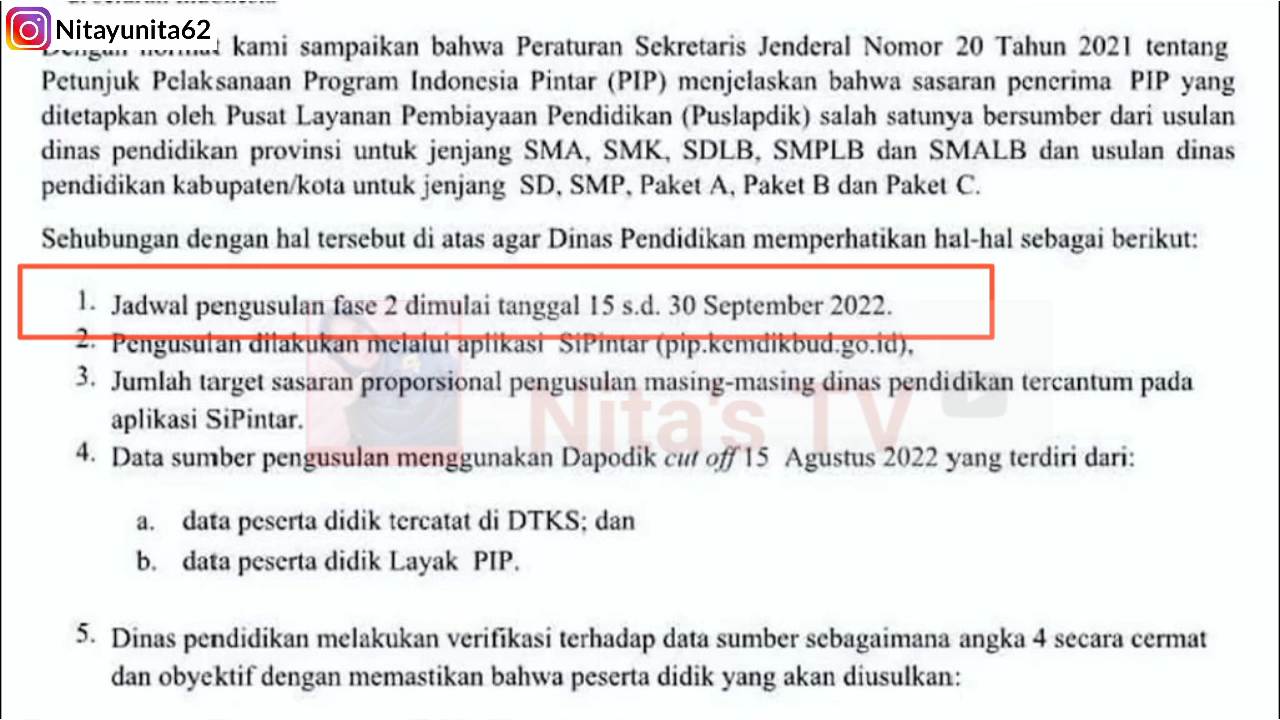 di seluruh Indonesia
Nitayunita62
Dengan hormat kami sampaikan bahwa Peraturan Sekretaris Jenderal Nomor 20 Tahun 2021 tentang
Petunjuk Pelaksanaan Program Indonesia Pintar (PIP) menjelaskan bahwa sasaran penerima PIP yang
ditetapkan oleh Pusat Layanan Pembiayaan Pendidikan (Puslapdik) salah satunya bersumber dari usulan
dinas pendidikan provinsi untuk jenjang SMA, SMK, SDLB, SMPLB dan SMALB dan usulan dinas
pendidikan kabupaten/kota untuk jenjang SD, SMP, Paket A, Paket B dan Paket C.
Sehubungan dengan hal tersebut di atas agar Dinas Pendidikan memperhatikan hal-hal sebagai berikut:
1. Jadwal pengusulan fase 2 dimulai tanggal 15 s.d. 30 September 2022.
2. Pengusulan dilakukan melalui aplikasi SiPintar (pip.kemdikbud.go.id),
3. Jumlah target sasaran proporsional pengusulan masing-masing dinas pendidikan tercantum pada
aplikasi SiPintar.
Nita's TV
4. Data sumber pengusulan menggunakan Dapodik cut off 15 Agustus 2022 yang terdiri dari:
a. data peserta didik tercatat di DTKS; dan
b. data peserta didik Layak PIP.
5. Dinas pendidikan melakukan verifikasi terhadap data sumber sebagaimana angka 4 secara cermat
dan obyektif dengan memastikan bahwa peserta didik yang akan diusulkan: